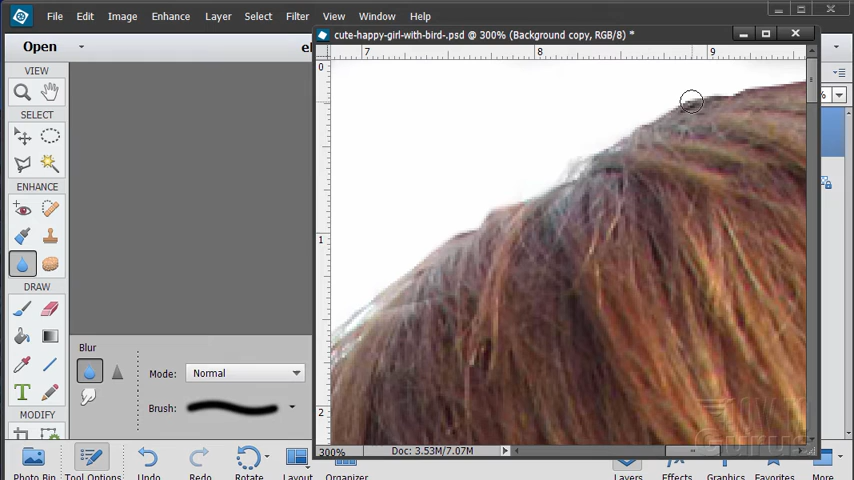 File Edit Image Enhance Layer Select Filter View Window Help
Open
cute-happy-girl-with-bird-.psd @ 300% (Background copy, RGB/8) *
7 8 9
0
1
2
VIEW
SELECT
ENHANCE
DRAW
MODIFY
Blur
Mode: Normal
Brush:
300% Doc: 3.53M/7.07M
Photo Bin Tool Options Undo Redo Rotate Layout Organizer Layers Effects Graphics Favorites More